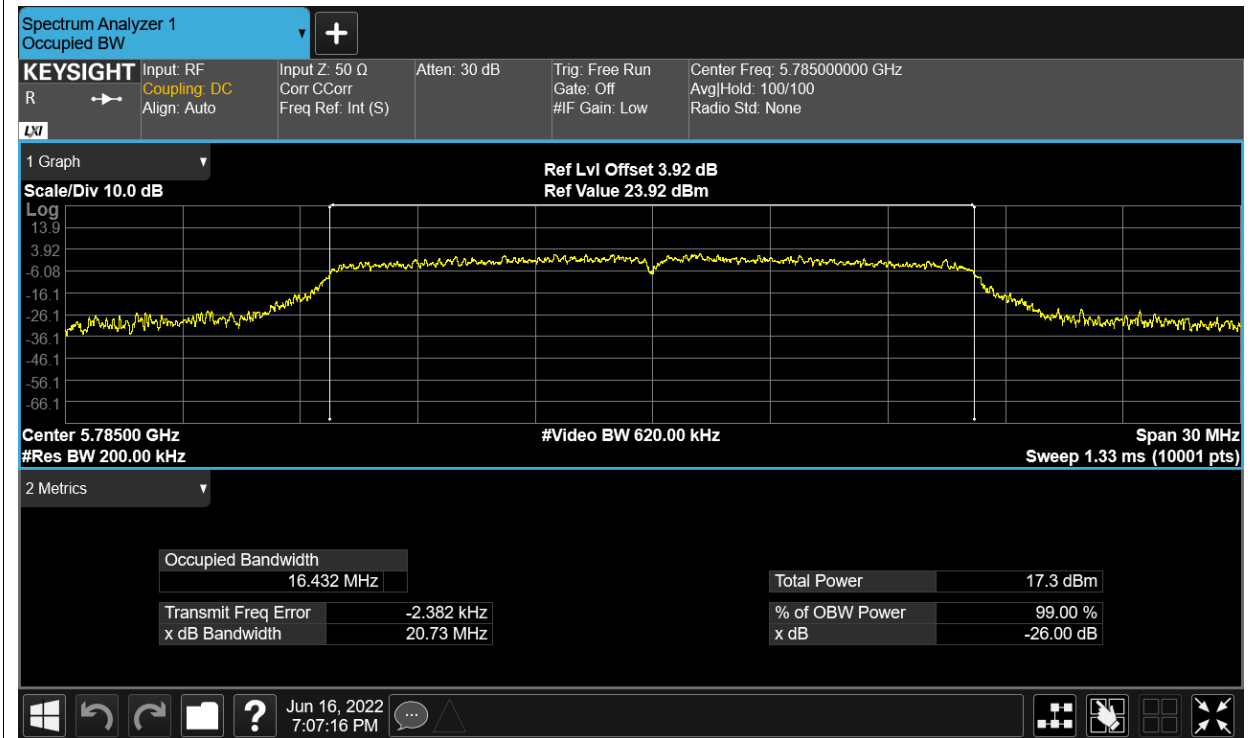 Spectrum Analyzer 1
Occupied BW
KEYSIGHT
R
LXI
Input: RF
Coupling: DC
Align: Auto
Input Z: 50 Ω
Corr CCorr
Freq Ref: Int (S)
Atten: 30 dB
Trig: Free Run
Gate: Off
#IF Gain: Low
Center Freq: 5.785000000 GHz
Avg|Hold: 100/100
Radio Std: None
1 Graph
Ref Lvl Offset 3.92 dB
Scale/Div 10.0 dB
Ref Value 23.92 dBm
Log
13.9
3.92
-6.08
-16.1
-26.1
-36.1
-46.1
-56.1
-66.1
Center 5.78500 GHz
#Video BW 620.00 kHz
Span 30 MHz
#Res BW 200.00 kHz
Sweep 1.33 ms (10001 pts)
2 Metrics
Occupied Bandwidth
16.432 MHz
Total Power 17.3 dBm
Transmit Freq Error -2.382 kHz
% of OBW Power 99.00 %
x dB Bandwidth 20.73 MHz
x dB -26.00 dB
?
Jun 16, 2022
7:07:16 PM